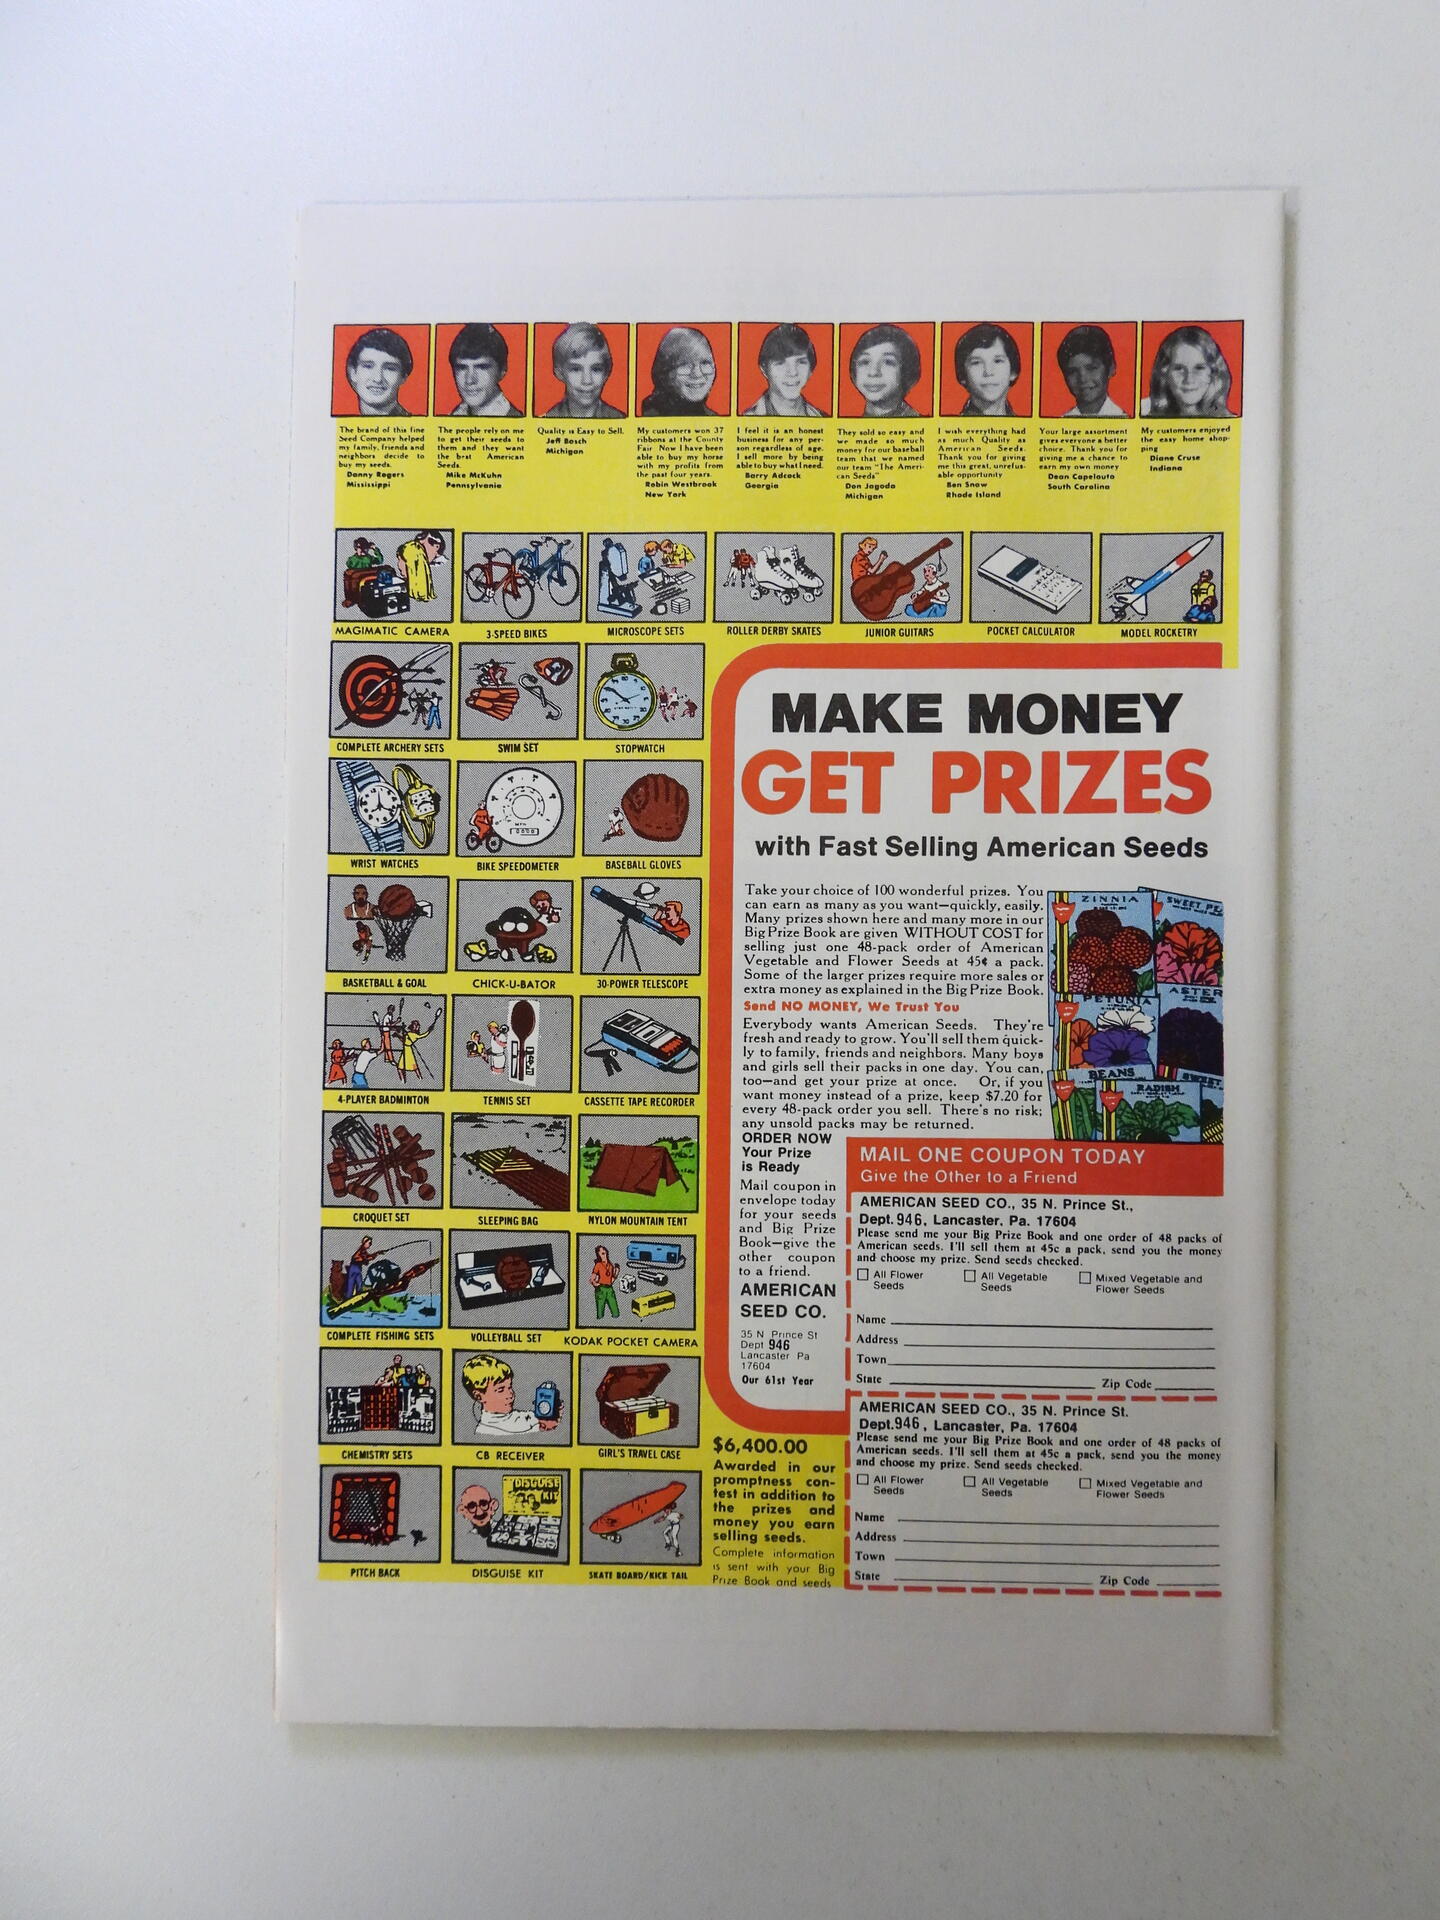 The brand of this fine
Seed Company helped
my family, friends and
neighbors decide to
buy my seeds.
Danny Rogers
Mississippi
The people rely on me
to get their seeds to
them and they want
the best American
Seeds.
Mike McKuhn
Pennsylvania
Quality is Easy to Sell.
Jeff Bosch
Michigan
My customers won 37
ribbons at the County
Fair Now I have been
able to buy my horse
with my profits from
the past four years.
Robin Westbrook
New York
I feel it is an honest
business for any per-
son regardless of age.
I sell more by being
able to buy what I need.
Barry Adcock
Georgia
They sold so easy and
we made so much
money for our baseball
team that we named
our team "The Ameri-
can Seeds"
Don Jagoda
Michigan
I wish everything had
as much Quality as
American Seeds.
Thank you for giving
me this great, unrefus-
able opportunity
Ben Snow
Rhode Island
Your large assortment
gives everyone a better
choice. Thank you for
giving me a chance to
earn my own money
Dean Capelouto
South Carolina
My customers enjoyed
the easy home shop-
ping
Diane Cruse
Indiana
MAGIMATIC CAMERA
3-SPEED BIKES
MICROSCOPE SETS
ROLLER DERBY SKATES
JUNIOR GUITARS
POCKET CALCULATOR
MODEL ROCKETRY
COMPLETE ARCHERY SETS
SWIM SET
STOPWATCH
WRIST WATCHES
BIKE SPEEDOMETER
BASEBALL GLOVES
BASKETBALL & GOAL
CHICK-U-BATOR
30-POWER TELESCOPE
4-PLAYER BADMINTON
TENNIS SET
CASSETTE TAPE RECORDER
CROQUET SET
SLEEPING BAG
NYLON MOUNTAIN TENT
COMPLETE FISHING SETS
VOLLEYBALL SET
KODAK POCKET CAMERA
CHEMISTRY SETS
CB RECEIVER
GIRL'S TRAVEL CASE
DISGUISE
KIT
PITCH BACK
DISGUISE KIT
SKATE BOARD/KICK TAIL
MAKE MONEY
GET PRIZES
with Fast Selling American Seeds
Take your choice of 100 wonderful prizes. You
can earn as many as you want—quickly, easily.
Many prizes shown here and many more in our
Big Prize Book are given WITHOUT COST for
selling just one 48-pack order of American
Vegetable and Flower Seeds at 45¢ a pack.
Some of the larger prizes require more sales or
extra money as explained in the Big Prize Book.
Send NO MONEY, We Trust You
Everybody wants American Seeds. They're
fresh and ready to grow. You'll sell them quick-
ly to family, friends and neighbors. Many boys
and girls sell their packs in one day. You can,
too—and get your prize at once. Or, if you
want money instead of a prize, keep $7.20 for
every 48-pack order you sell. There's no risk;
any unsold packs may be returned.
ZINNIA
SWEET PE
PETUNIA
ASTER
BEANS
RADISH
SWEET
ORDER NOW
Your Prize
is Ready
Mail coupon in
envelope today
for your seeds
and Big Prize
Book—give the
other coupon
to a friend.
AMERICAN
SEED CO.
35 N Prince St
Dept 946
Lancaster Pa
17604
Our 61st Year
MAIL ONE COUPON TODAY
Give the Other to a Friend
AMERICAN SEED CO., 35 N. Prince St.,
Dept. 946, Lancaster, Pa. 17604
Please send me your Big Prize Book and one order of 48 packs of
American seeds. I'll sell them at 45c a pack, send you the money
and choose my prize. Send seeds checked.
All Flower Seeds
All Vegetable Seeds
Mixed Vegetable and Flower Seeds
Name
Address
Town
State Zip Code
AMERICAN SEED CO., 35 N. Prince St.
Dept. 946, Lancaster, Pa. 17604
Please send me your Big Prize Book and one order of 48 packs of
American seeds. I'll sell them at 45c a pack, send you the money
and choose my prize. Send seeds checked.
All Flower Seeds
All Vegetable Seeds
Mixed Vegetable and Flower Seeds
Name
Address
Town
State Zip Code
$6,400.00
Awarded in our
promptness con-
test in addition to
the prizes and
money you earn
selling seeds.
Complete information
is sent with your Big
Prize Book and seeds